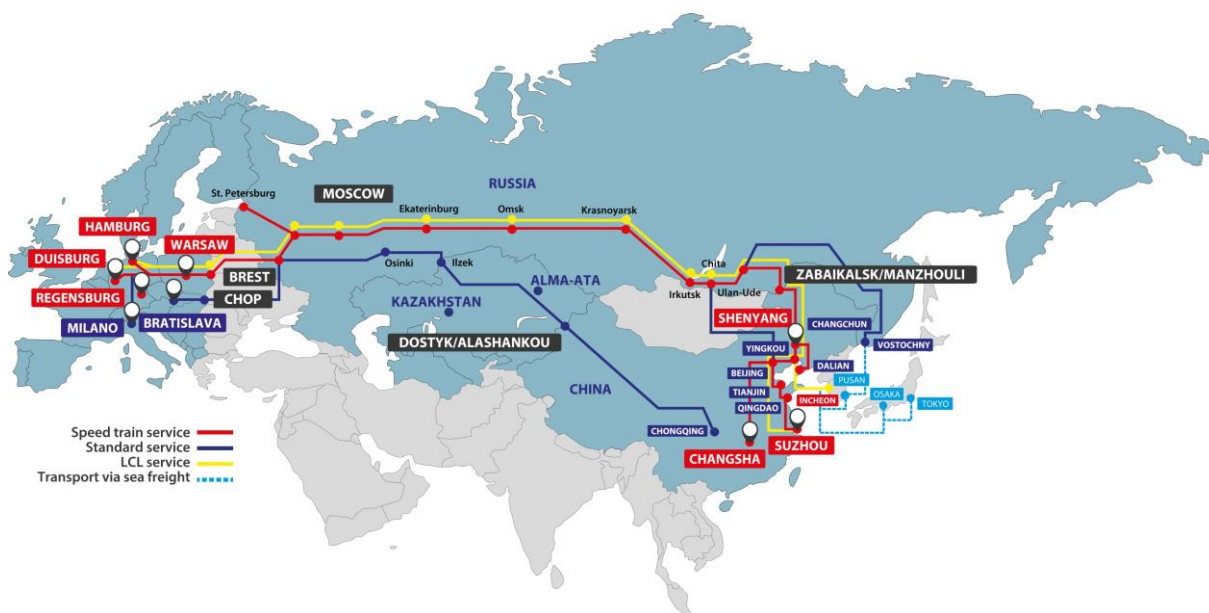 St. Petersburg
MOSCOW
RUSSIA
Ekaterinburg
Omsk
Krasnoyarsk
HAMBURG
WARSAW
DUISBURG
BREST
REGENSBURG
CHOP
MILANO
BRATISLAVA
Osinki
Ilzek
ALMA-ATA
KAZAKHSTAN
DOSTYK/ALASHANKOU
CHINA
Chita
Irkutsk
Ulan-Ude
ZABAIKALSK/MANZHOULI
SHENYANG
CHANGCHUN
YINGKOU
VOSTOCHNY
BEIJING
DALIAN
TIANJIN
PUSAN
QINGDAO
INCHEON
OSAKA
TOKYO
CHONGQING
CHANGSHA
SUZHOU
Speed train service
Standard service
LCL service
Transport via sea freight